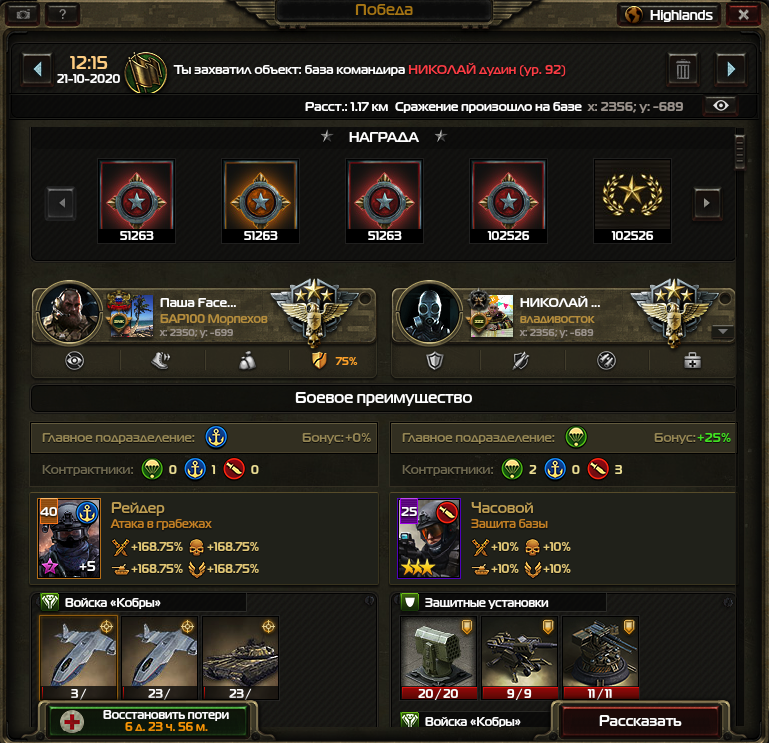 Победа
?
Highlands
12:15
21-10-2020
Ты захватил объект: база командира НИКОЛАЙ дудин (ур. 92)
Расст.: 1.17 км Сражение произошло на базе x: 2356; y: -689
НАГРАДА
51263 51263 51263 102526 102526
Паша Face...
БАР100 Морпехов
x: 2350; y: -699
75%
НИКОЛАЙ ...
владивосток
x: 2356; y: -689
Боевое преимущество
Главное подразделение: Бонус:+0%
Контрактники: 0 1 0
Главное подразделение: Бонус:+25%
Контрактники: 2 0 3
40
7
+5
Рейдер
Атака в грабежах
+168.75% +168.75%
+168.75% +168.75%
25
Часовой
Защита базы
+10% +10%
+10% +10%
Войска «Кобры»
3/ 23/ 23/
Защитные установки
20/20 9/9 11/11
Войска «Кобры»
Восстановить потери
6 д. 23 ч. 56 м.
Рассказать